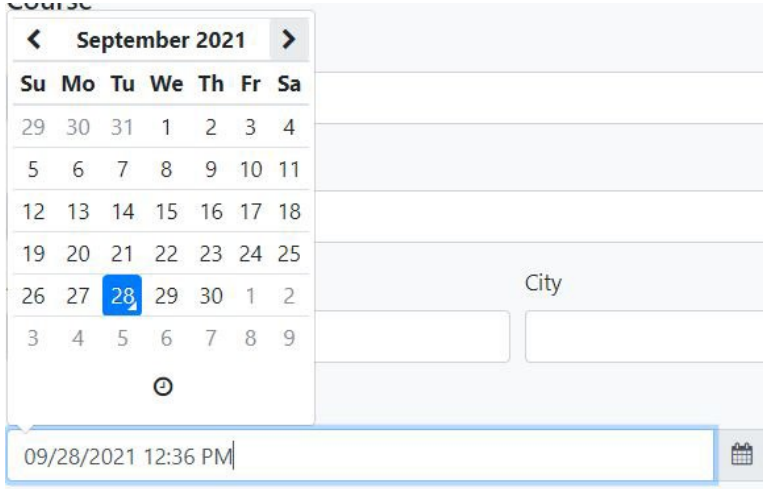 Course
September 2021
Su Mo Tu We Th Fr Sa
29 30 31 1 2 3 4
5 6 7 8 9 10 11
12 13 14 15 16 17 18
19 20 21 22 23 24 25
26 27 28 29 30 1 2
3 4 5 6 7 8 9
City
09/28/2021 12:36 PM